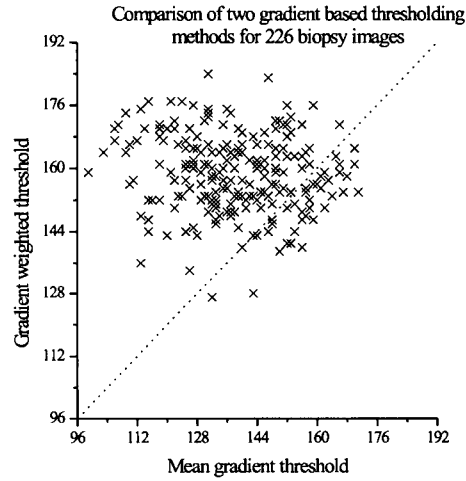 Comparison of two gradient based thresholding
methods for 226 biopsy images
192
176
160
144
128
112
96
Gradient weighted threshold
96 112 128 144 160 176 192
Mean gradient threshold